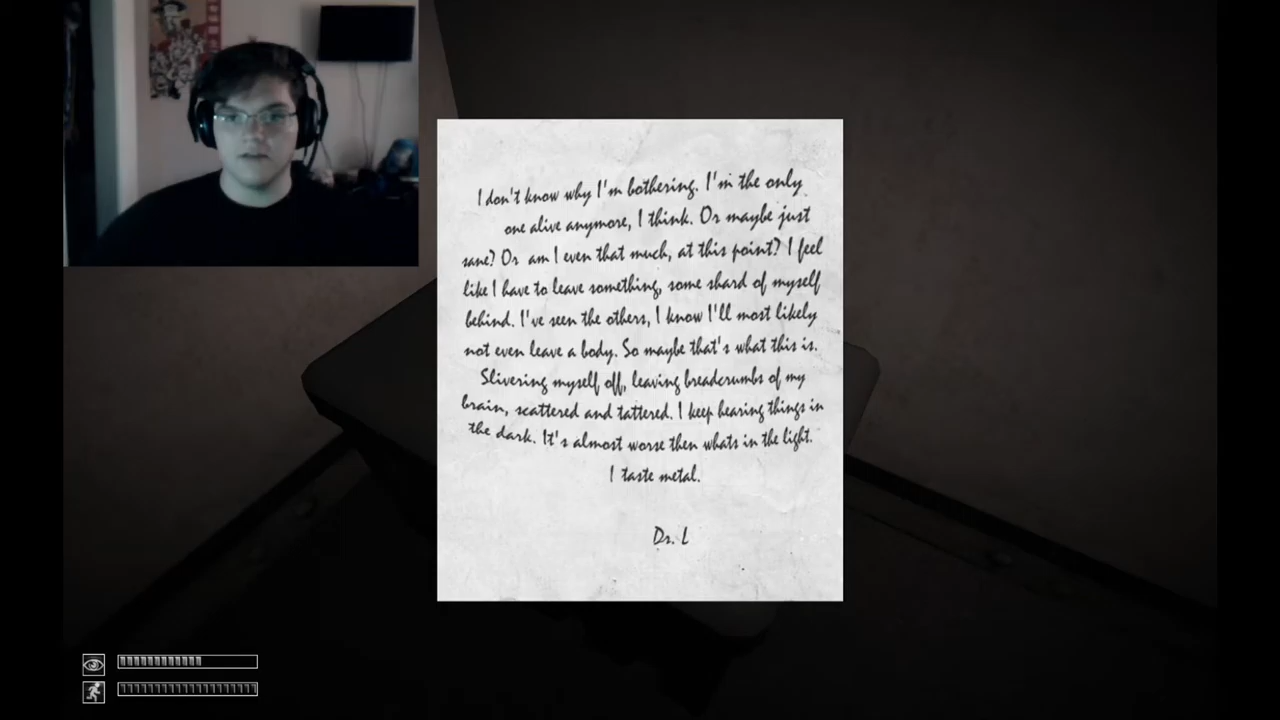 I don't know why I'm bothering. I'm the only
one alive anymore, I think. Or maybe just
sane? Or am I even that much, at this point? I feel
like I have to leave something, some shard of myself
behind. I've seen the others, I know I'll most likely
not even leave a body. So maybe that's what this is.
Slivering myself off, leaving breadcrumbs of my
brain, scattered and tattered. I keep hearing things in
the dark. It's almost worse then whats in the light.
I taste metal.
Dr. L